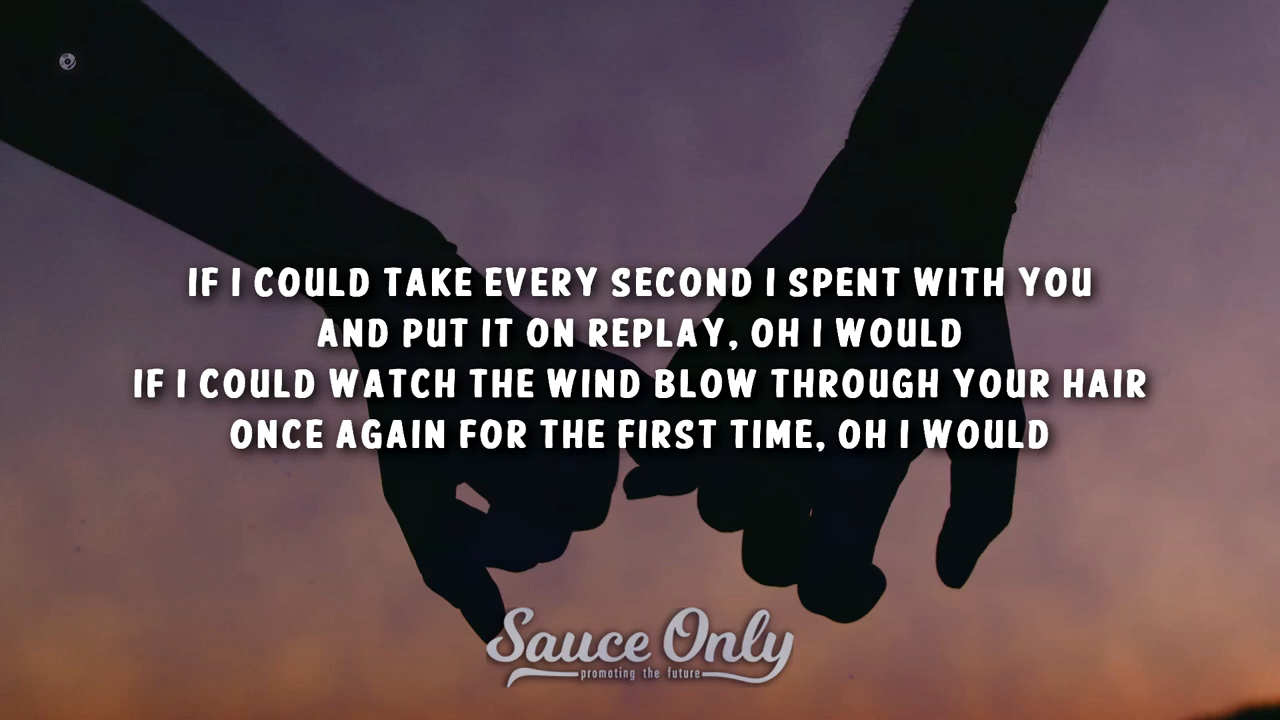 IF I COULD TAKE EVERY SECOND I SPENT WITH YOU
AND PUT IT ON REPLAY, OH I WOULD
IF I COULD WATCH THE WIND BLOW THROUGH YOUR HAIR
ONCE AGAIN FOR THE FIRST TIME, OH I WOULD
Sauce Only
promoting the future